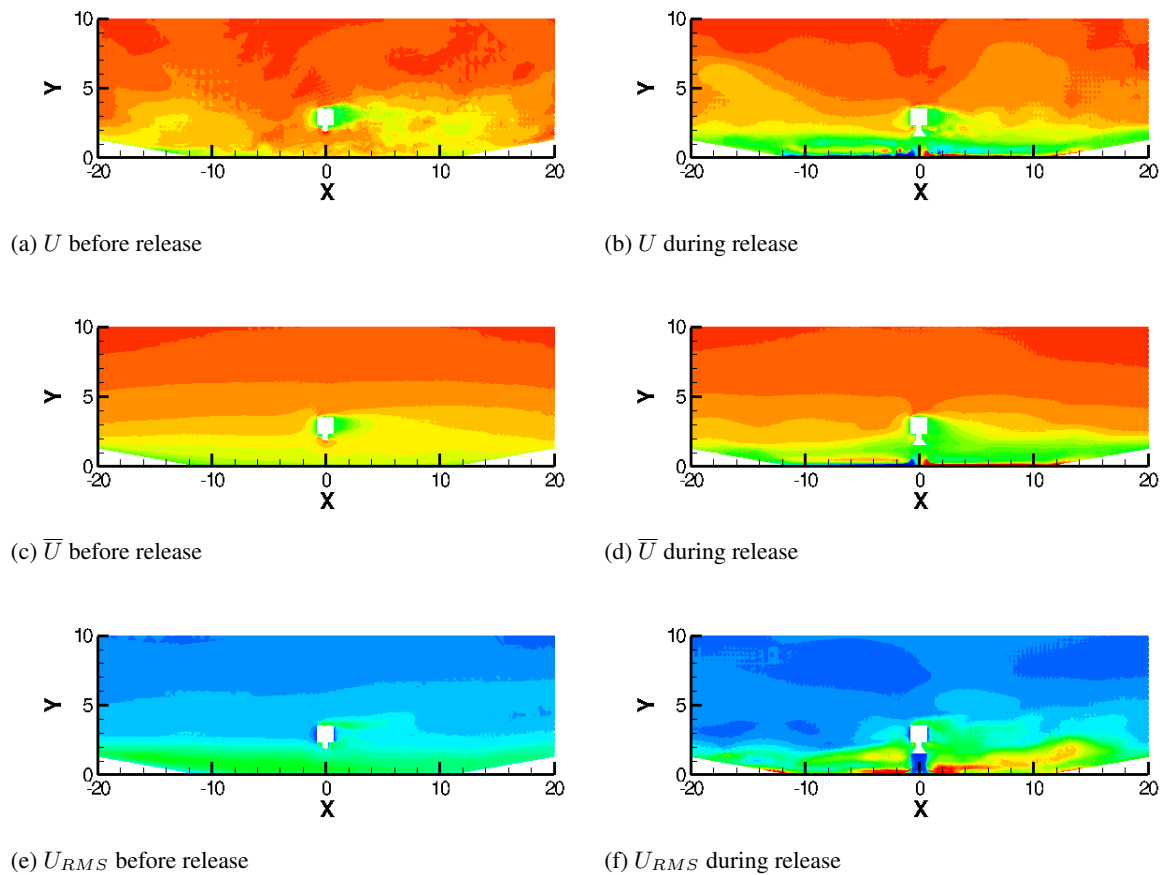 10
5
0
Y
-20 -10 0 10 20
X
(a) U before release
10
5
0
Y
-20 -10 0 10 20
X
(b) U during release
10
5
0
Y
-20 -10 0 10 20
X
(c) U̅ before release
10
5
0
Y
-20 -10 0 10 20
X
(d) U̅ during release
10
5
0
Y
-20 -10 0 10 20
X
(e) U_RMS before release
10
5
0
Y
-20 -10 0 10 20
X
(f) U_RMS during release